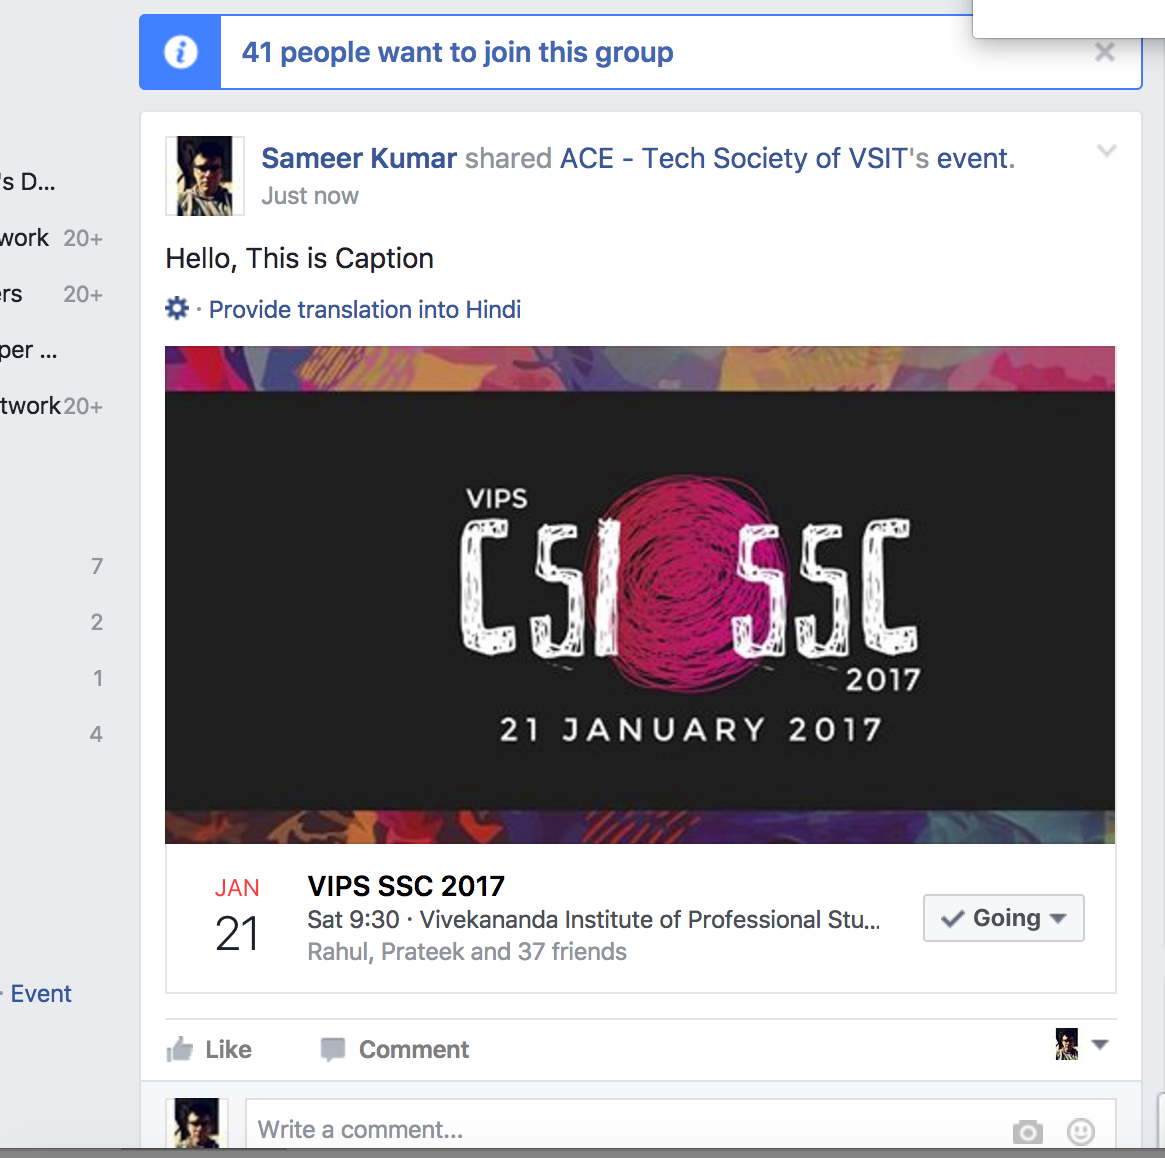 41 people want to join this group
Sameer Kumar shared ACE - Tech Society of VSIT's event.
Just now
's D...
work 20+
Hello, This is Caption
ers 20+
· Provide translation into Hindi
per ...
twork 20+
VIPS
CSI SSC
2017
21 JANUARY 2017
7
2
1
4
JAN
21
VIPS SSC 2017
Sat 9:30 · Vivekananda Institute of Professional Stu...
Rahul, Prateek and 37 friends
Going
· Event
Like
Comment
Write a comment...